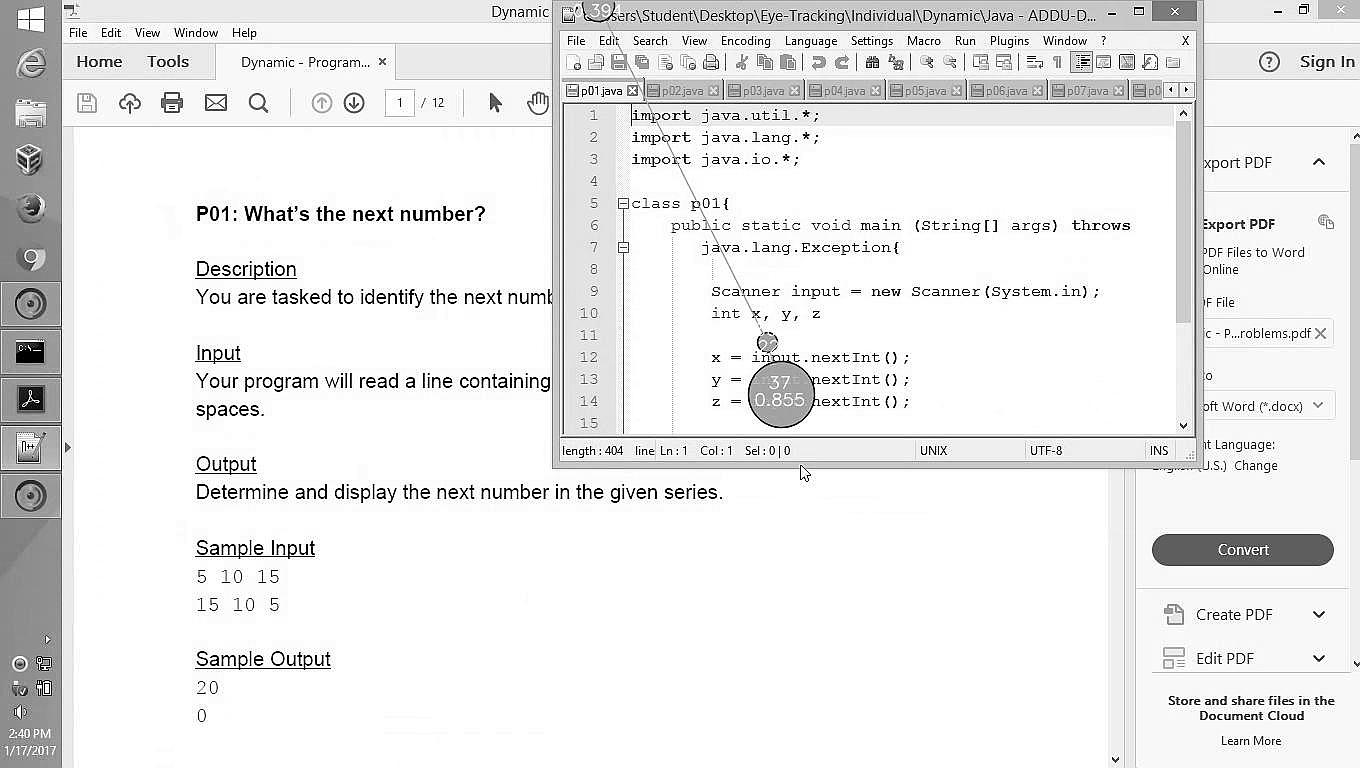 Dynamic
File Edit View Window Help
Home Tools Dynamic - Program... ×
Sign In
1 / 12
P01: What's the next number?
Description
You are tasked to identify the next
Input
Your program will read a line containing
spaces.
Output
Determine and display the next number in the given series.
Sample Input
5 10 15
15 10 5
Sample Output
20
0
0.394
\Student\Desktop\Eye-Tracking\Individual\Dynamic\Java - ADDU-D...
File Edit Search View Encoding Language Settings Macro Run Plugins Window ? X
p01.java p02.java p03.java p04.java p05.java p06.java p07.java
1 import java.util.*;
2 import java.lang.*;
3 import java.io.*;
4
5 class p01{
6 public static void main (String[] args) throws
7 java.lang.Exception{
8
9 Scanner input = new Scanner(System.in);
10 int x, y, z
11
12 x = input.nextInt();
13 y = nextInt();
14 z = nextInt();
15
37
0.855
length : 404 line Ln : 1 Col : 1 Sel : 0 | 0 UNIX UTF-8 INS
xport PDF
Export PDF
PDF Files to Word
Online
DF File
c - P...roblems.pdf
to
oft Word (*.docx)
nt Language:
English (U.S.) Change
Convert
Create PDF
Edit PDF
Store and share files in the
Document Cloud
Learn More
2:40 PM
1/17/2017